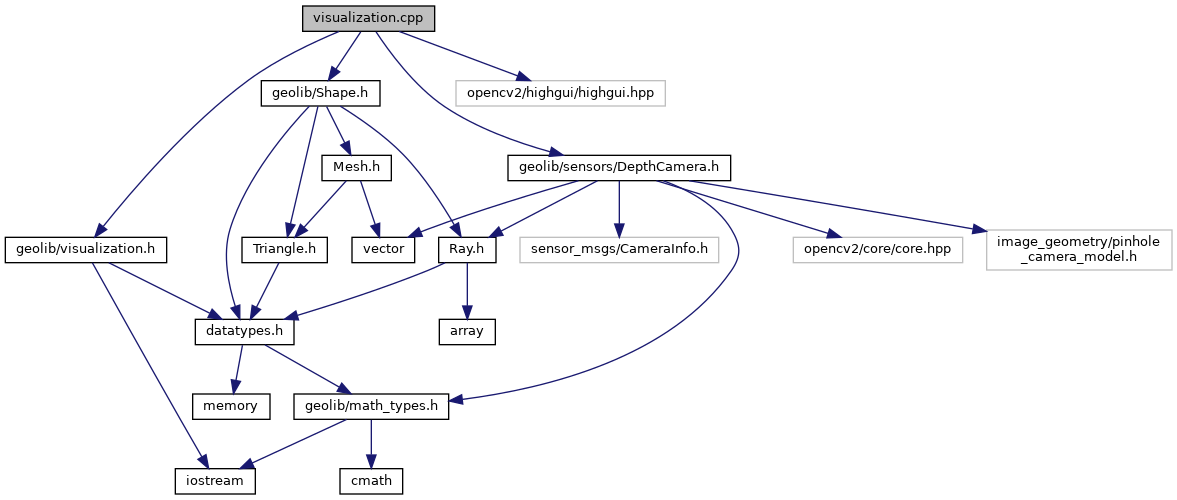 visualization.cpp
geolib/Shape.h
opencv2/highgui/highgui.hpp
Mesh.h
geolib/sensors/DepthCamera.h
geolib/visualization.h
Triangle.h
vector
Ray.h
sensor_msgs/CameraInfo.h
opencv2/core/core.hpp
image_geometry/pinhole
_camera_model.h
datatypes.h
array
memory
geolib/math_types.h
iostream
cmath